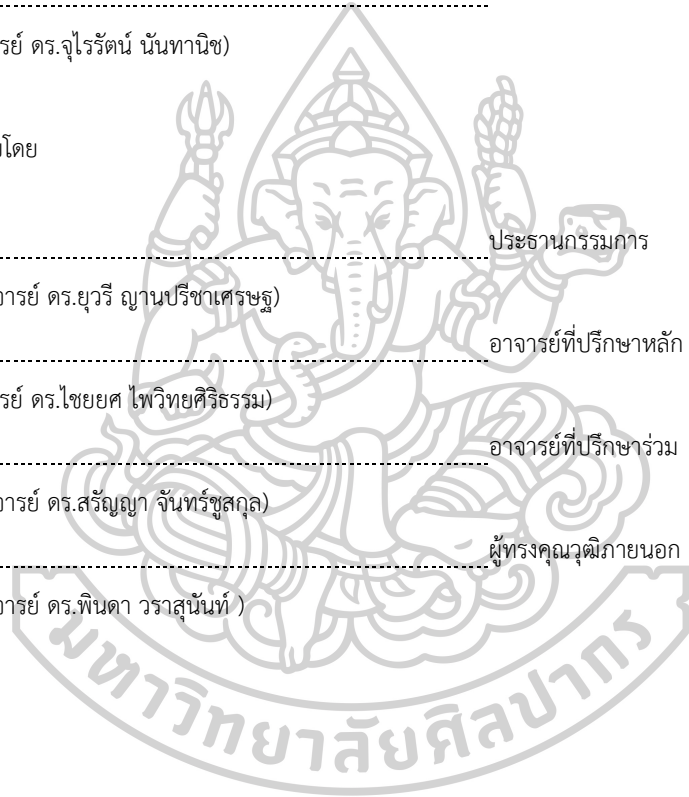 รย์ ดร.จุไรรัตน์ นันทานิช)
โดย
ประธานกรรมการ
ารย์ ดร.ยุวรี ญานปรีชาเศรษฐ)
อาจารย์ที่ปรึกษาหลัก
รย์ ดร.ไชยยศ ไพวิทยศิริธรรม)
อาจารย์ที่ปรึกษาร่วม
ารย์ ดร.สรัญญา จันทร์ชูสกุล)
ผู้ทรงคุณวุฒิภายนอก
ารย์ ดร.พินดา วราสุนันท์ )
มหาวิทยาลัยศิลปากร